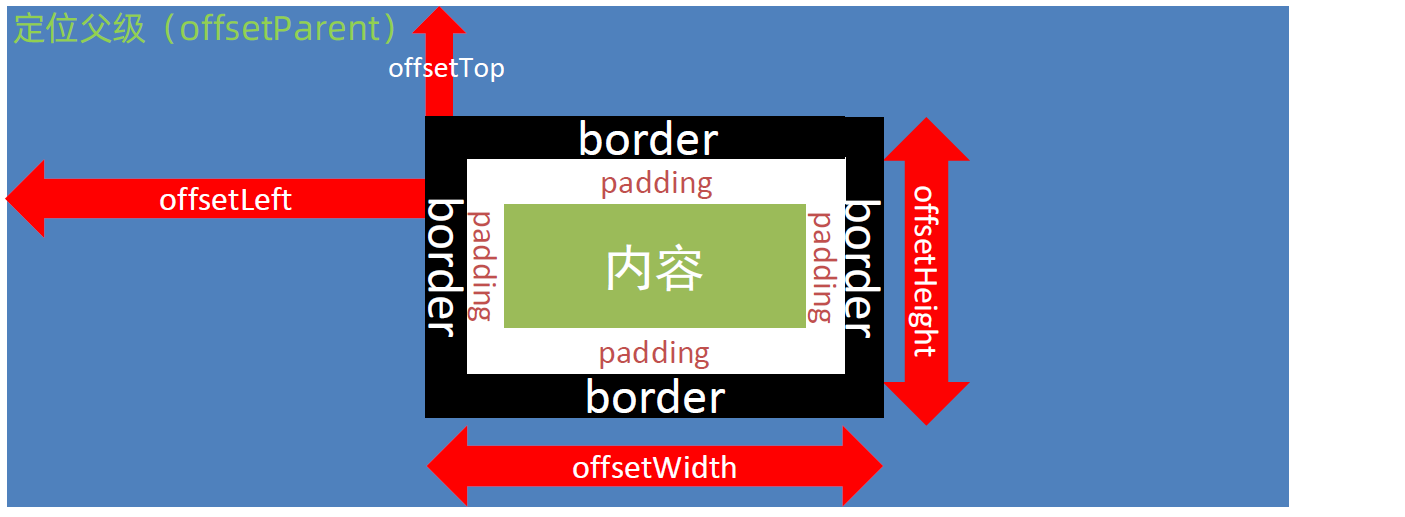 定位父级（offsetParent）
offsetTop
border
padding
offsetLeft
border
padding
内容
padding
border
offsetHeight
padding
border
offsetWidth